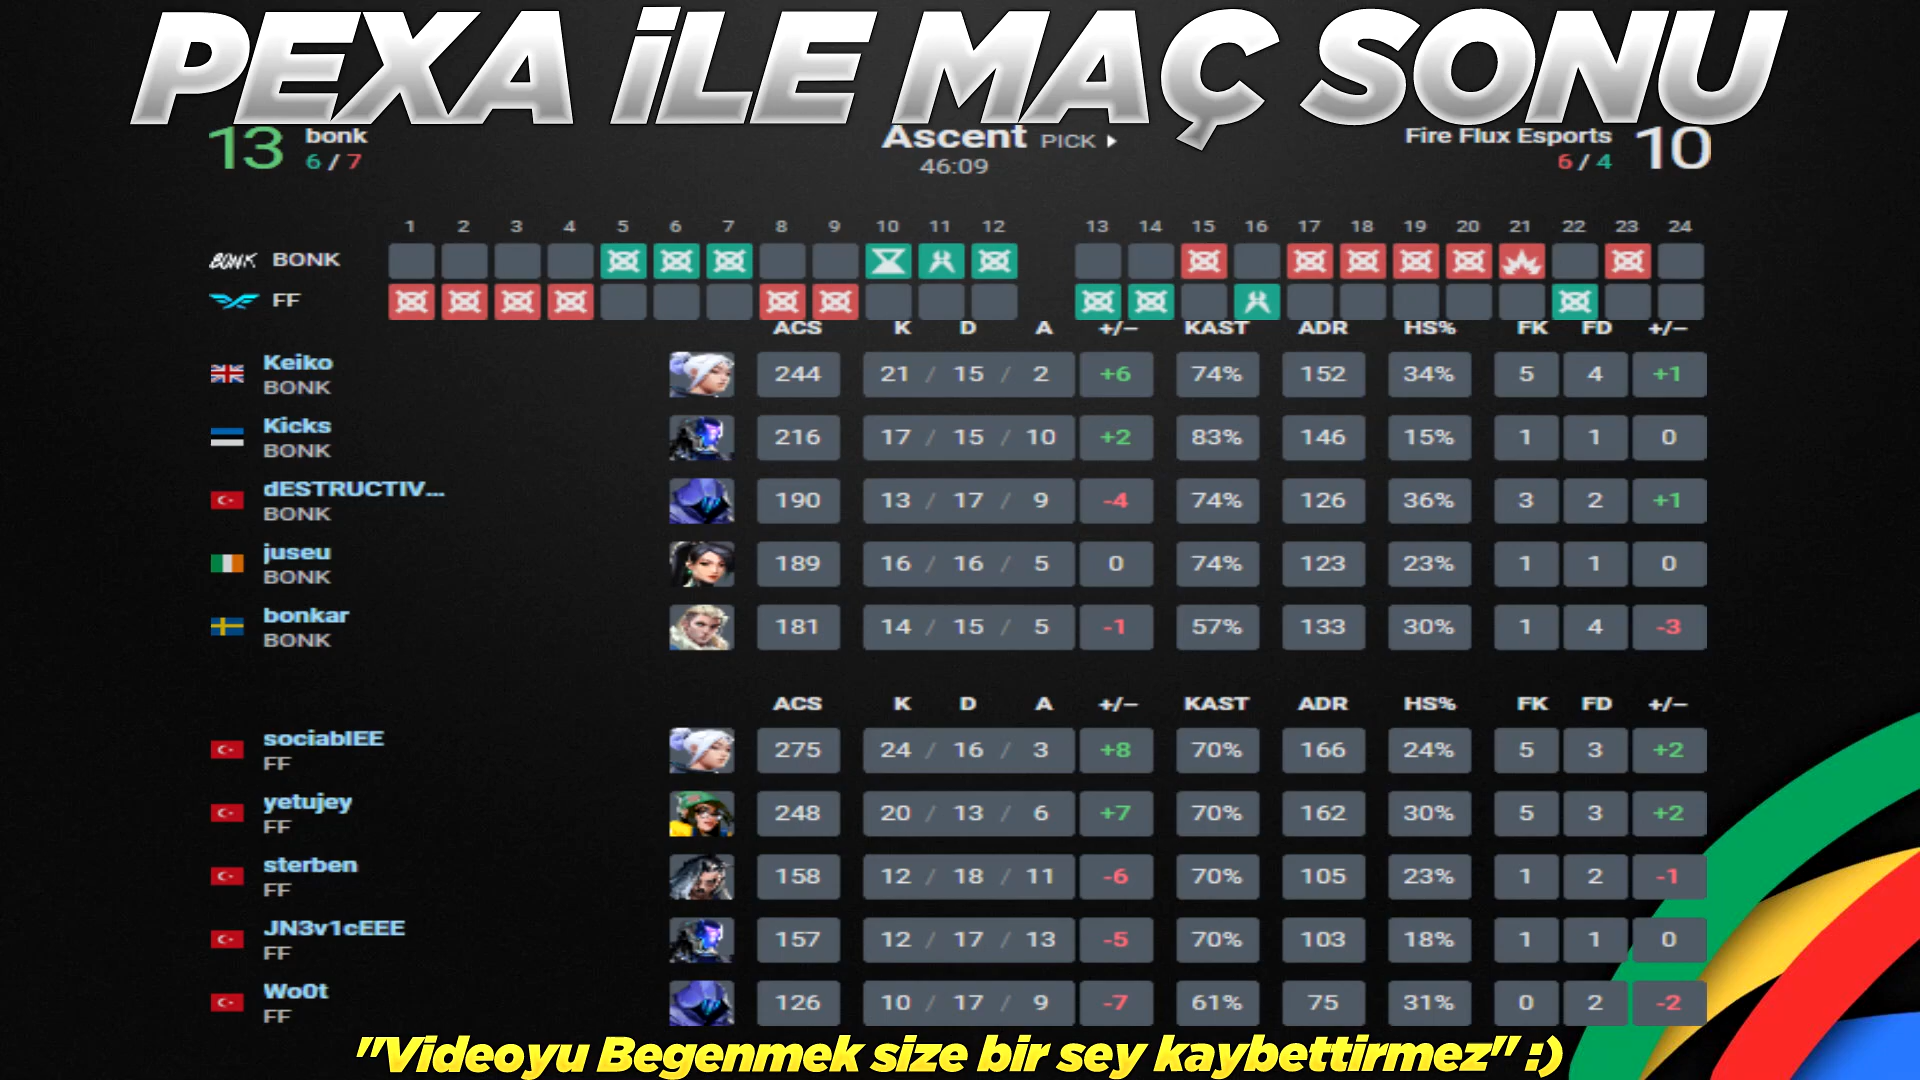 PEXA iLE MAÇ SONU
13 bonk Ascent PICK Fire Flux Esports 10
6 / 7 46:09 6 / 4
1 2 3 4 5 6 7 8 9 10 11 12 13 14 15 16 17 18 19 20 21 22 23 24
BONK BONK
FF
ACS K D A +/− KAST ADR HS% FK FD +/−
Keiko
BONK
244 21 / 15 / 2 +6 74% 152 34% 5 4 +1
Kicks
BONK
216 17 / 15 / 10 +2 83% 146 15% 1 1 0
dESTRUCTIV...
BONK
190 13 / 17 / 9 -4 74% 126 36% 3 2 +1
juseu
BONK
189 16 / 16 / 5 0 74% 123 23% 1 1 0
bonkar
BONK
181 14 / 15 / 5 -1 57% 133 30% 1 4 -3
ACS K D A +/− KAST ADR HS% FK FD +/−
sociablEE
FF
275 24 / 16 / 3 +8 70% 166 24% 5 3 +2
yetujey
FF
248 20 / 13 / 6 +7 70% 162 30% 5 3 +2
sterben
FF
158 12 / 18 / 11 -6 70% 105 23% 1 2 -1
JN3v1cEEE
FF
157 12 / 17 / 13 -5 70% 103 18% 1 1 0
Wo0t
FF
126 10 / 17 / 9 -7 61% 75 31% 0 2 -2
"Videoyu Begenmek size bir sey kaybettirmez" :)